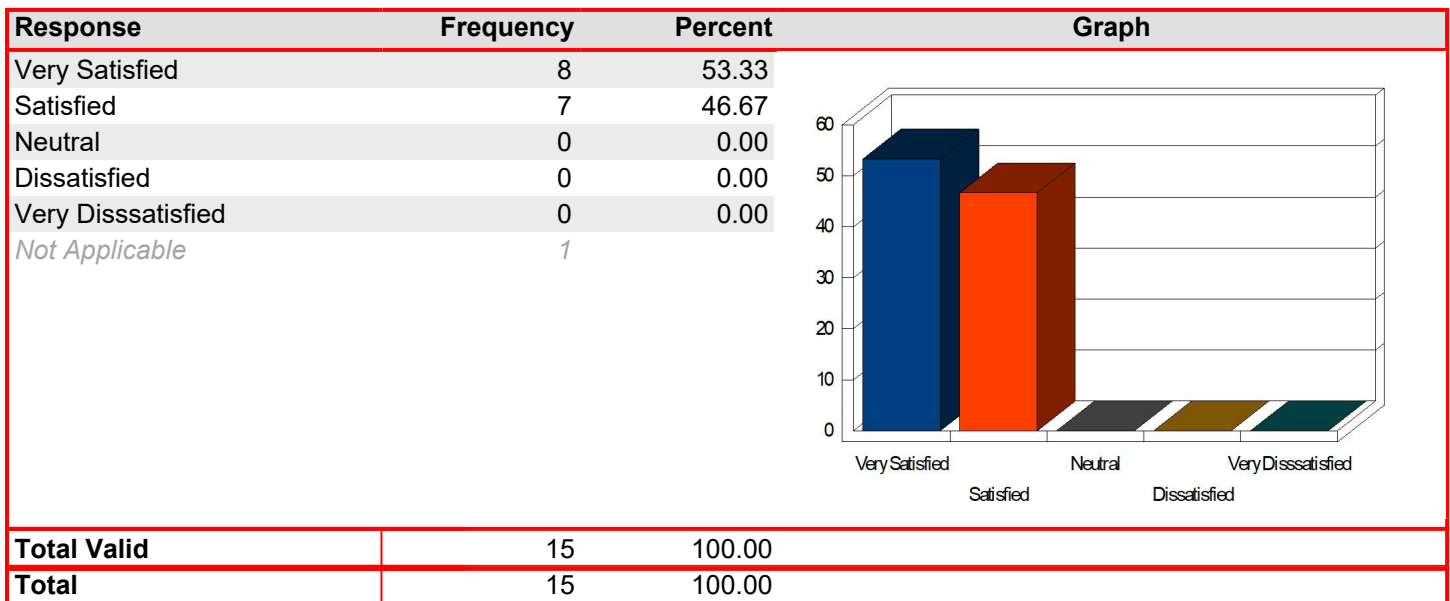 Response Frequency Percent Graph
Very Satisfied 8 53.33
Satisfied 7 46.67
Neutral 0 0.00
Dissatisfied 0 0.00
Very Disssatisfied 0 0.00
Not Applicable 1
60
50
40
30
20
10
0
Very Satisfied Neutral Very Disssatisfied
Satisfied Dissatisfied
Total Valid 15 100.00
Total 15 100.00